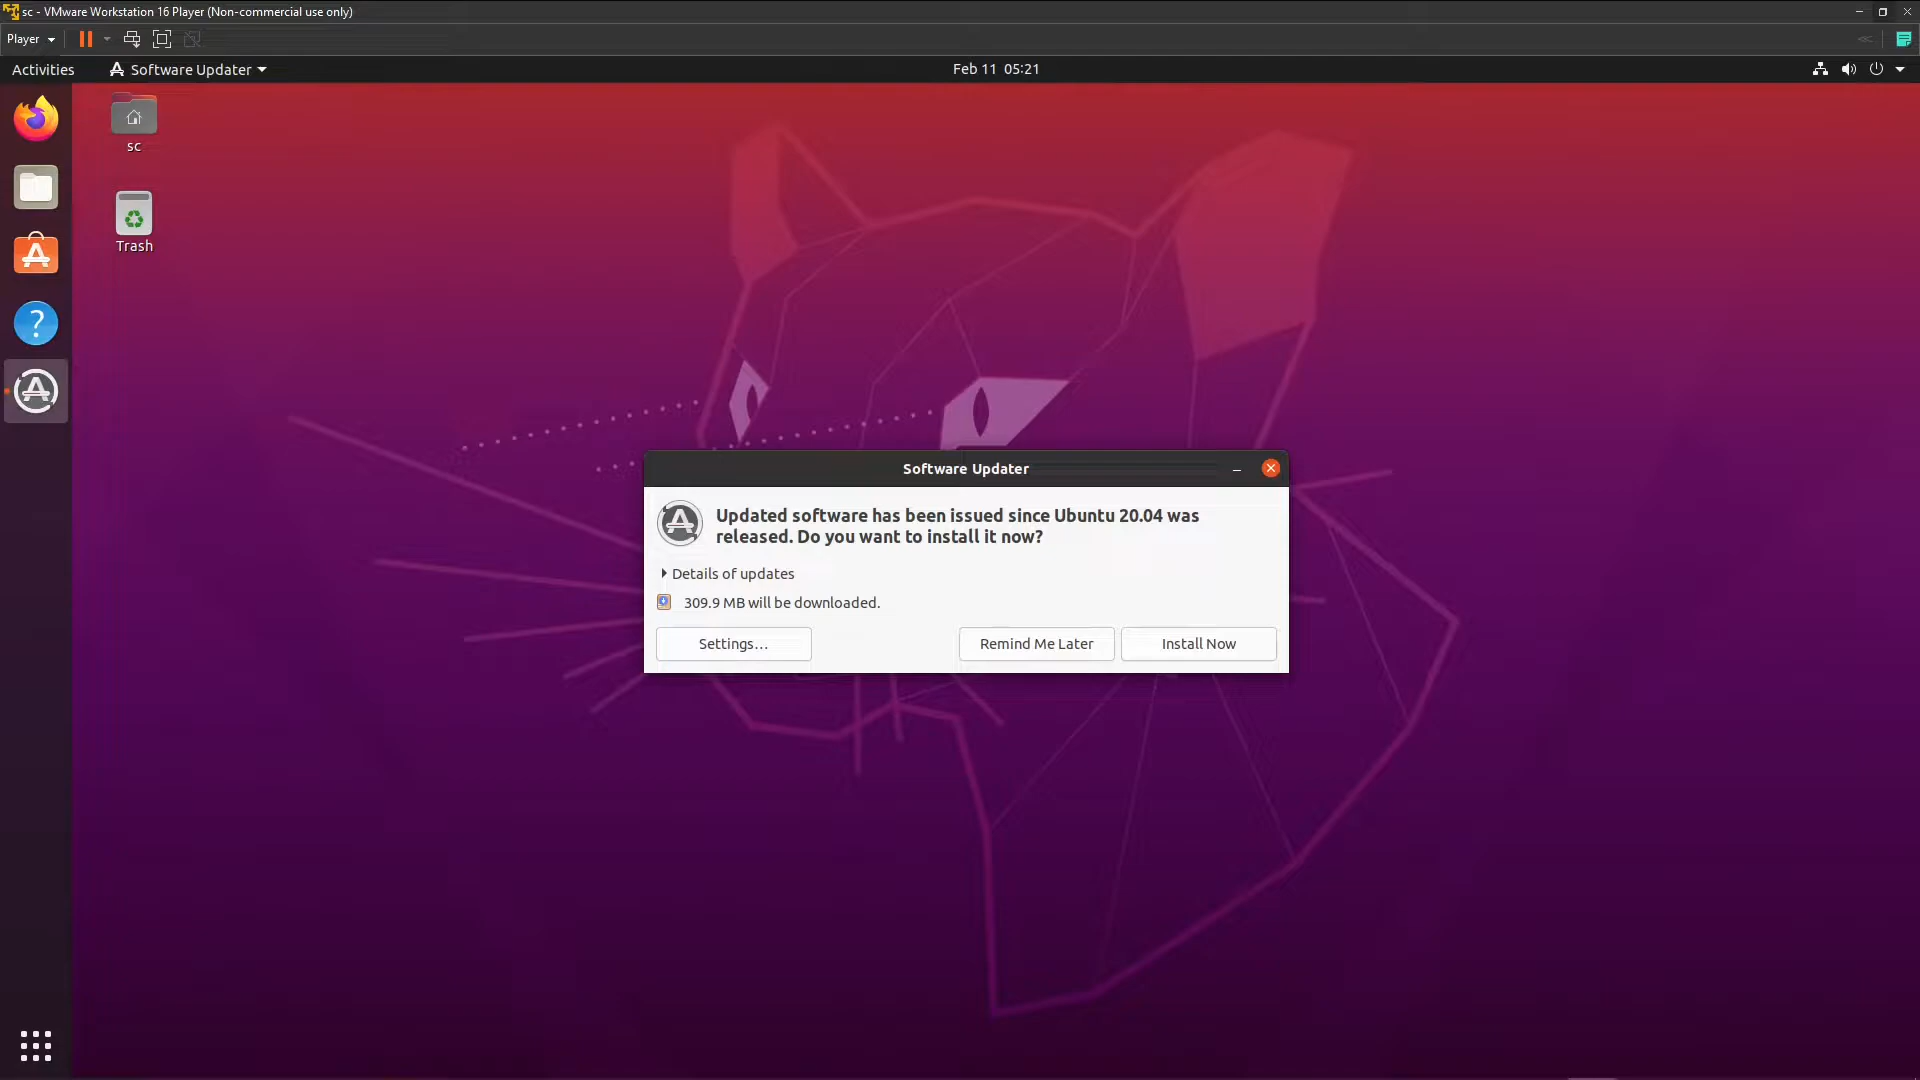 sc - VMware Workstation 16 Player (Non-commercial use only)
Player
Activities
Software Updater
Feb 11 05:21
sc
Trash
Software Updater
Updated software has been issued since Ubuntu 20.04 was
released. Do you want to install it now?
Details of updates
309.9 MB will be downloaded.
Settings…
Remind Me Later
Install Now